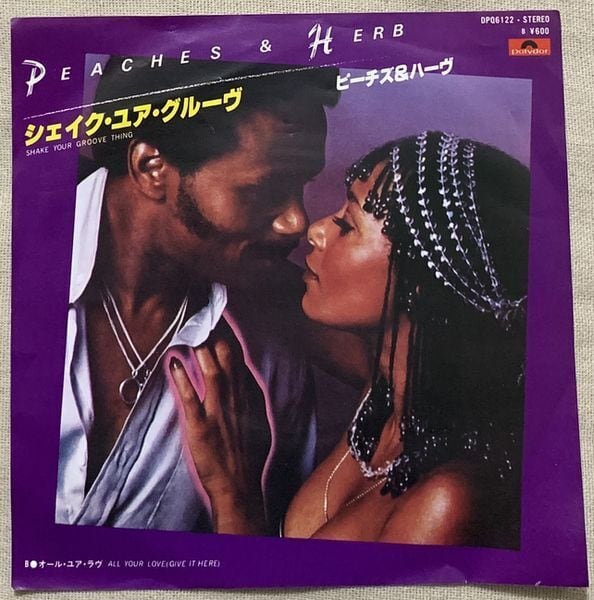 DPQ6122・STEREO
B ¥600
Polydor
PEACHES & HERB
ピーチズ&ハーヴ
シェイク・ユア・グルーヴ
SHAKE YOUR GROOVE THING
B●オール・ユア・ラヴ ALL YOUR LOVE(GIVE IT HERE)